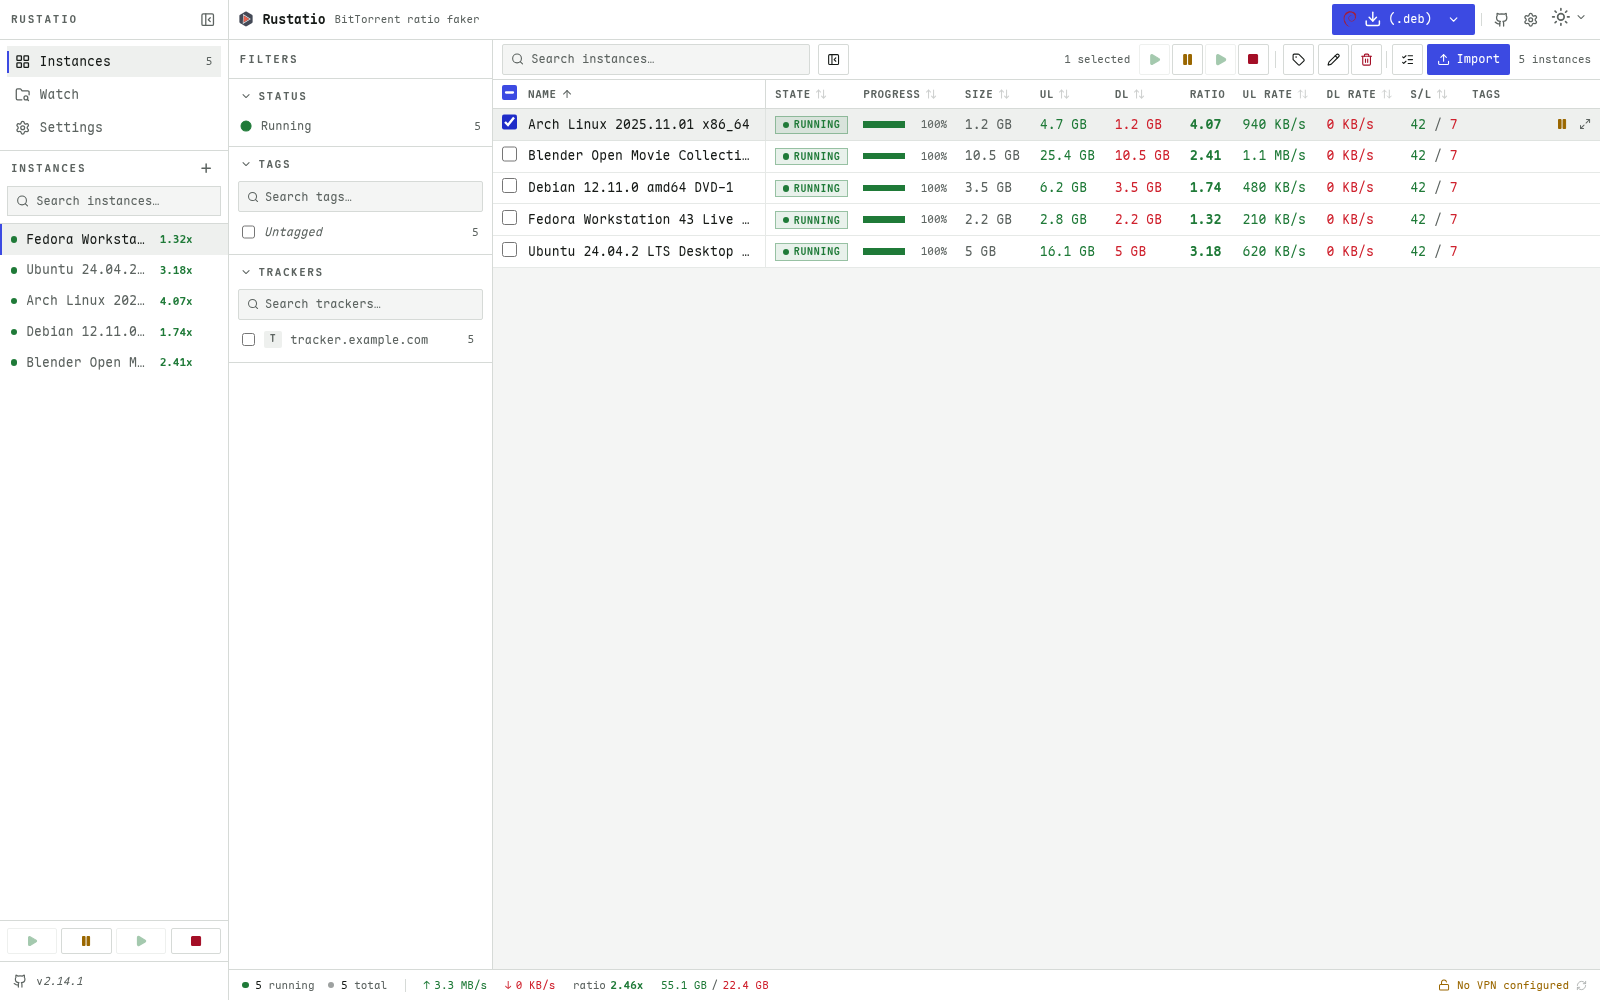 RUSTATIO
Rustatio BitTorrent ratio faker
(.deb)
Instances 5
Watch
Settings
INSTANCES
Search instances…
Fedora Worksta… 1.32x
Ubuntu 24.04.2… 3.18x
Arch Linux 202… 4.07x
Debian 12.11.0… 1.74x
Blender Open M… 2.41x
v2.14.1
FILTERS
STATUS
Running 5
TAGS
Search tags…
Untagged 5
TRACKERS
Search trackers…
T tracker.example.com 5
Search instances…
1 selected
Import
5 instances
NAME STATE PROGRESS SIZE UL DL RATIO UL RATE DL RATE S/L TAGS
Arch Linux 2025.11.01 x86_64 RUNNING 100% 1.2 GB 4.7 GB 1.2 GB 4.07 940 KB/s 0 KB/s 42 / 7
Blender Open Movie Collecti… RUNNING 100% 10.5 GB 25.4 GB 10.5 GB 2.41 1.1 MB/s 0 KB/s 42 / 7
Debian 12.11.0 amd64 DVD-1 RUNNING 100% 3.5 GB 6.2 GB 3.5 GB 1.74 480 KB/s 0 KB/s 42 / 7
Fedora Workstation 43 Live … RUNNING 100% 2.2 GB 2.8 GB 2.2 GB 1.32 210 KB/s 0 KB/s 42 / 7
Ubuntu 24.04.2 LTS Desktop … RUNNING 100% 5 GB 16.1 GB 5 GB 3.18 620 KB/s 0 KB/s 42 / 7
5 running 5 total ↑ 3.3 MB/s ↓ 0 KB/s ratio 2.46x 55.1 GB / 22.4 GB
No VPN configured